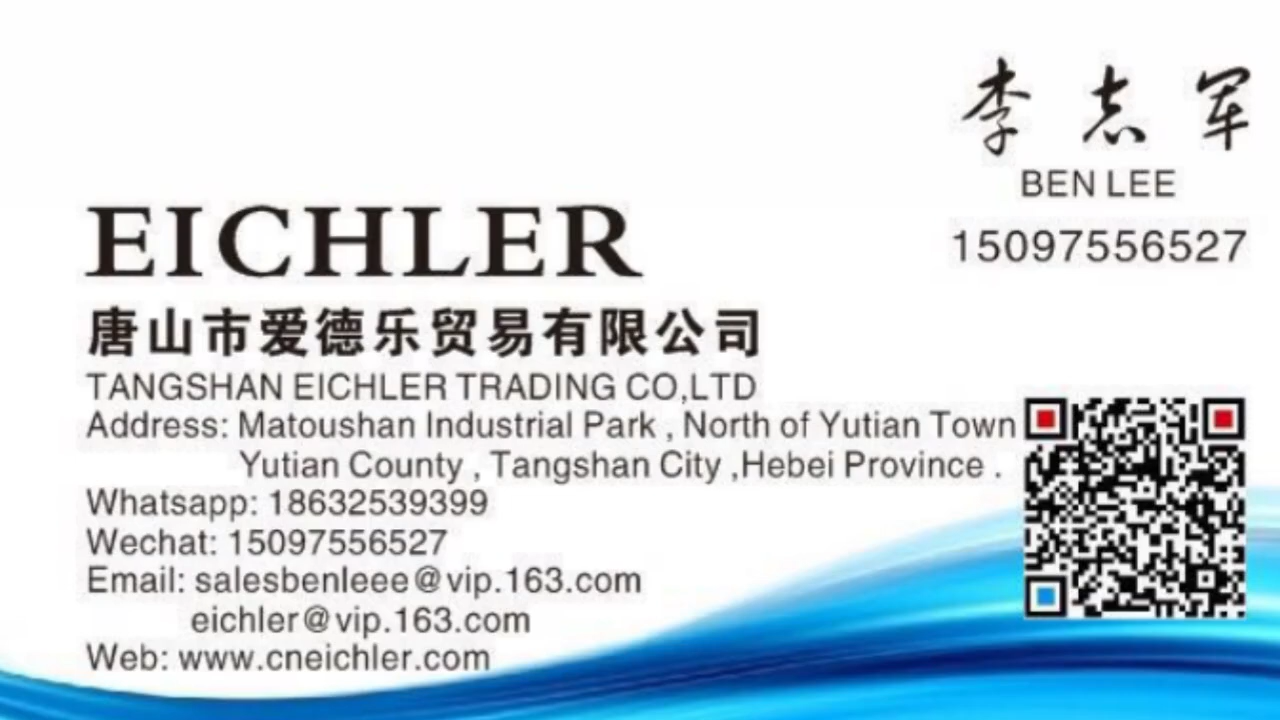 李志军
BEN LEE
15097556527
EICHLER
唐山市爱德乐贸易有限公司
TANGSHAN EICHLER TRADING CO,LTD
Address: Matoushan Industrial Park , North of Yutian Town
Yutian County , Tangshan City ,Hebei Province .
Whatsapp: 18632539399
Wechat: 15097556527
Email: salesbenleee@vip.163.com
eichler@vip.163.com
Web: www.cneichler.com